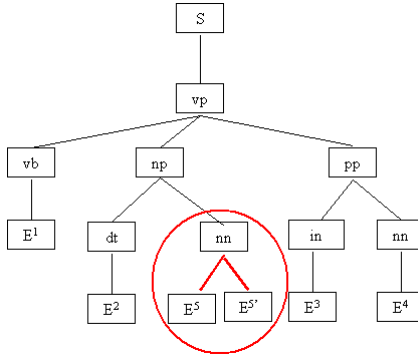 S
vp
vb np pp
E¹ dt nn in nn
E² E⁵ E⁵’ E³ E⁴